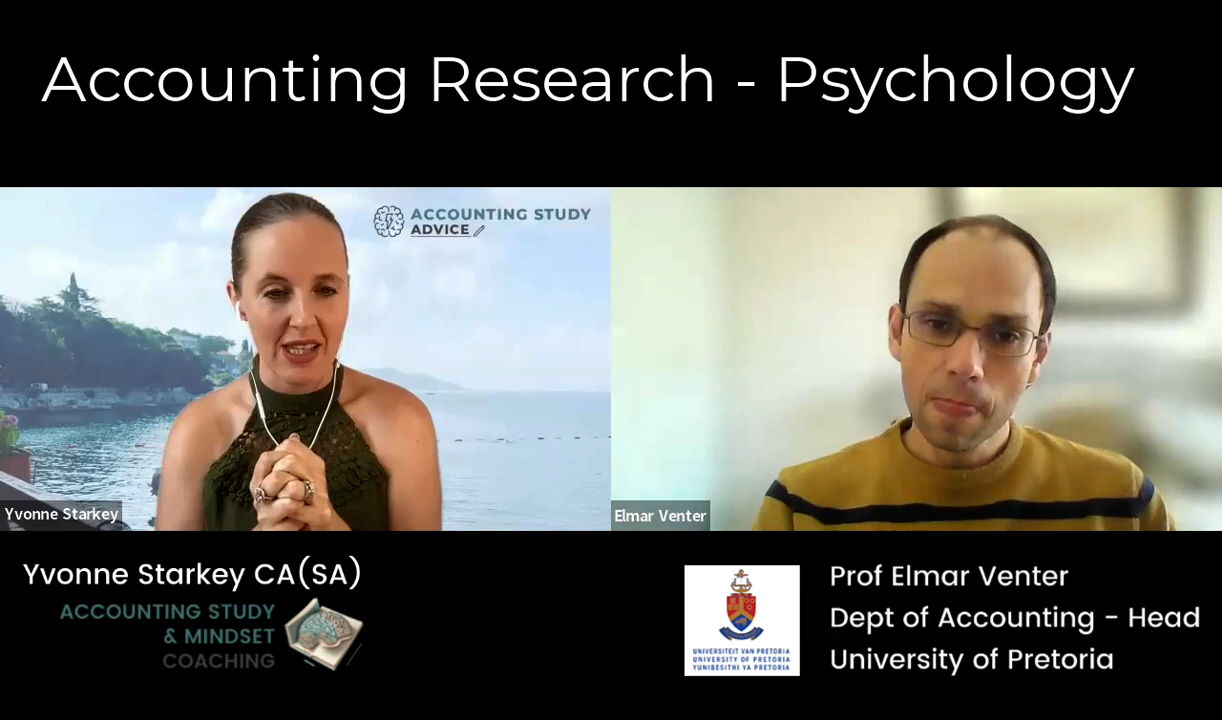 Accounting Research - Psychology
ACCOUNTING STUDY
ADVICE
Yvonne Starkey
Elmar Venter
Yvonne Starkey CA(SA)
ACCOUNTING STUDY
& MINDSET
COACHING
UNIVERSITEIT VAN PRETORIA
UNIVERSITY OF PRETORIA
YUNIBESITHI YA PRETORIA
Prof Elmar Venter
Dept of Accounting - Head
University of Pretoria